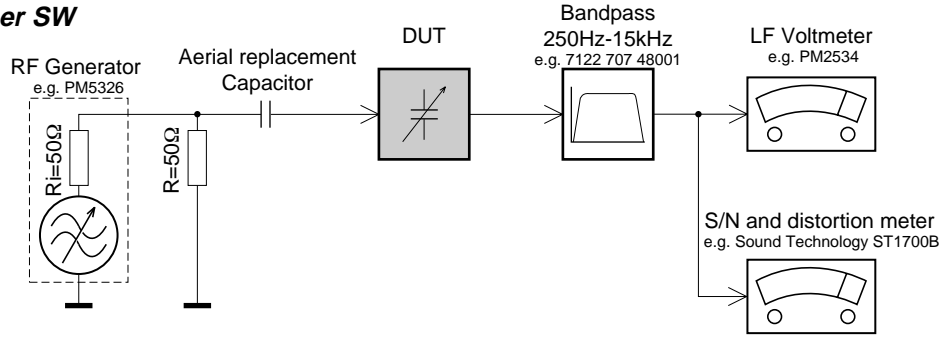 er SW
RF Generator
e.g. PM5326
Ri=50Ω
R=50Ω
Aerial replacement
Capacitor
DUT
Bandpass
250Hz-15kHz
e.g. 7122 707 48001
LF Voltmeter
e.g. PM2534
S/N and distortion meter
e.g. Sound Technology ST1700B